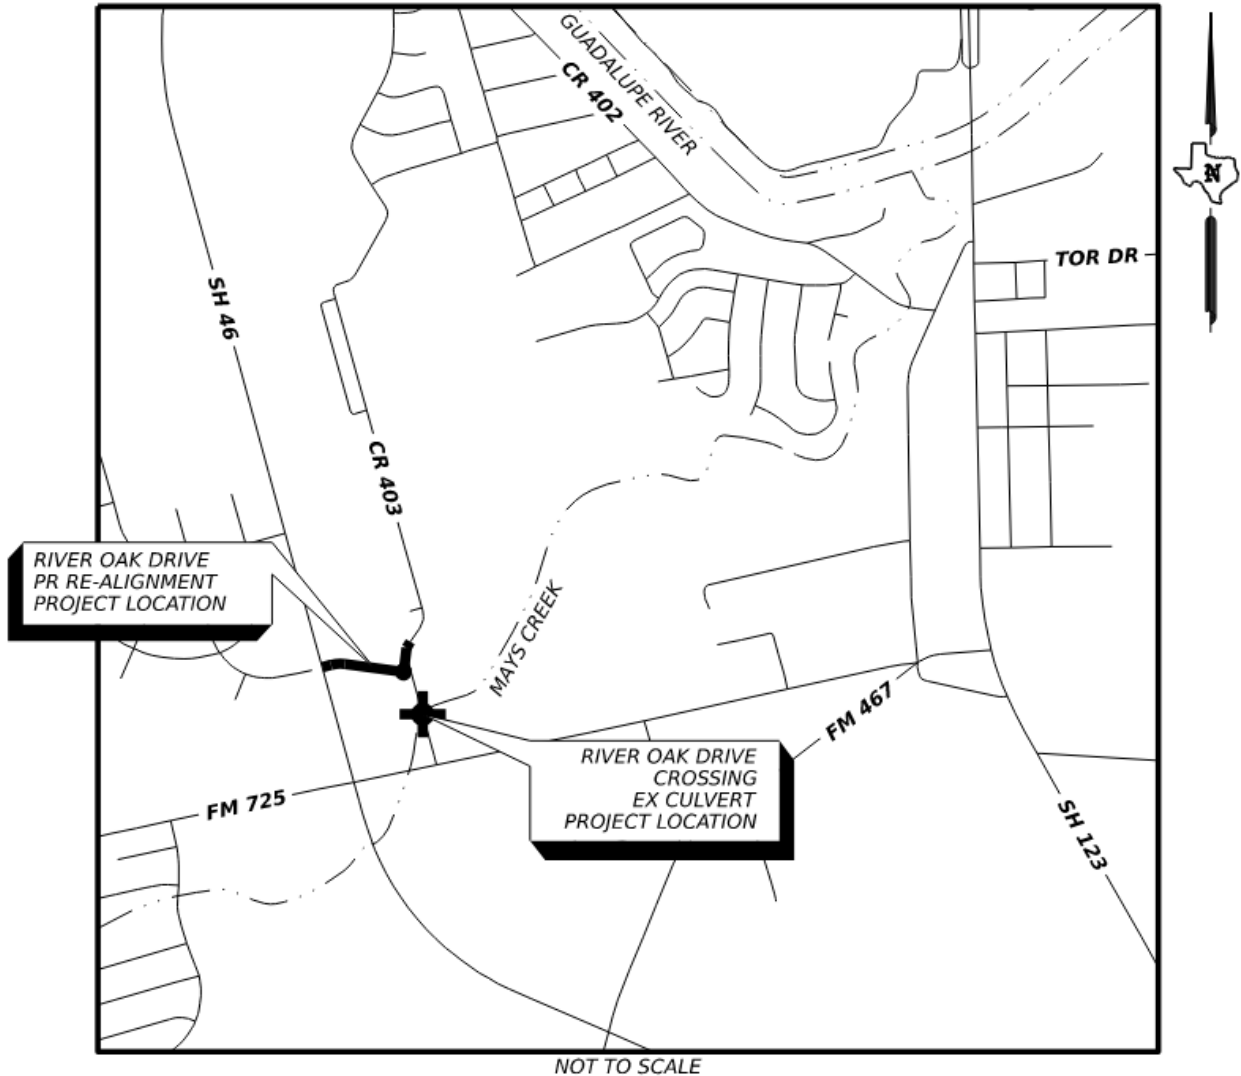 GUADALUPE RIVER
CR 402
N
TOR DR
SH 46
CR 403
RIVER OAK DRIVE
PR RE-ALIGNMENT
PROJECT LOCATION
MAYS CREEK
FM 467
RIVER OAK DRIVE
CROSSING
EX CULVERT
PROJECT LOCATION
FM 725
SH 123
NOT TO SCALE